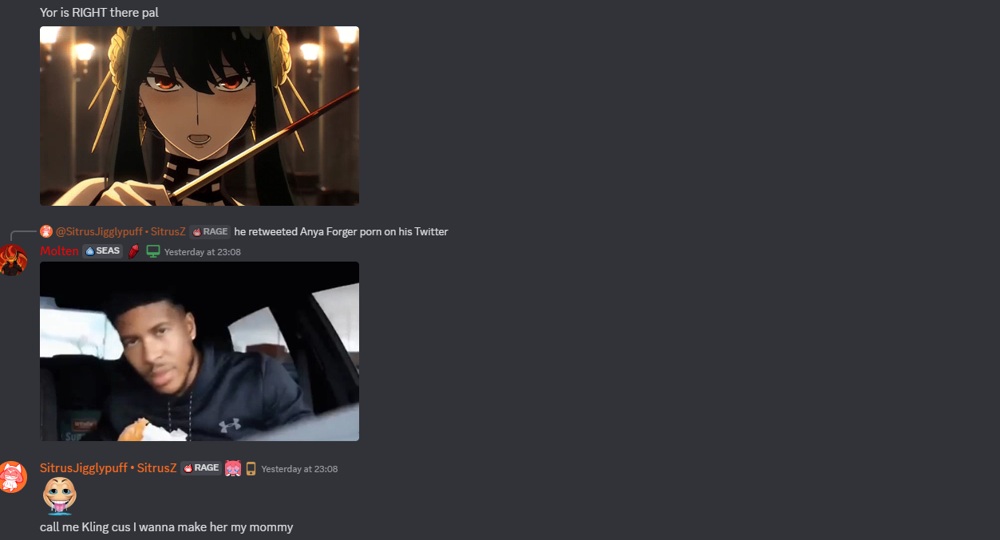 Yor is RIGHT there pal
@SitrusJigglypuff • SitrusZ RAGE he retweeted Anya Forger porn on his Twitter
Molten SEAS Yesterday at 23:08
SitrusJigglypuff • SitrusZ RAGE Yesterday at 23:08
call me Kling cus I wanna make her my mommy